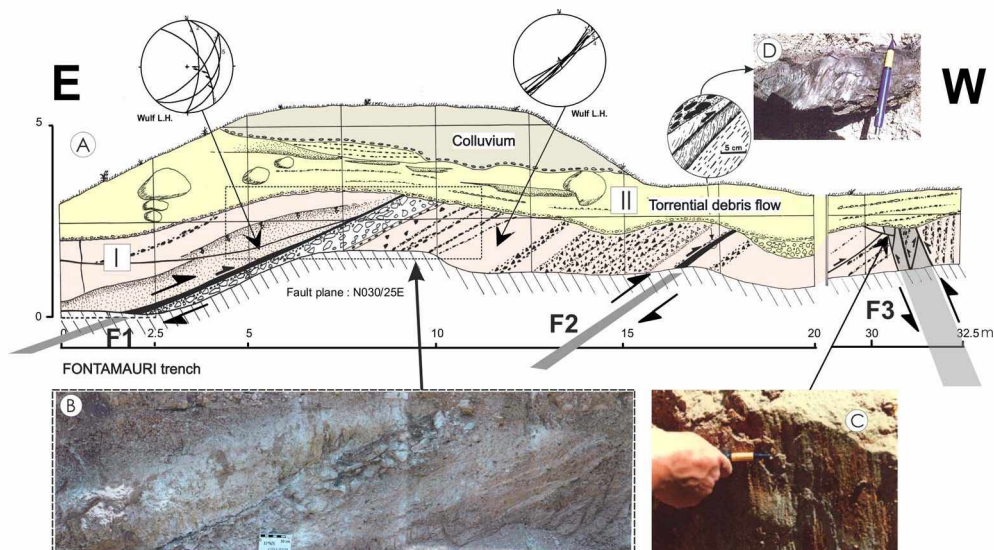 N
N
E
W
Wulf L.H.
Wulf L.H.
A
D
5
Colluvium
5 cm
II
Torrential debris flow
I
Fault plane : N030/25E
0
F1
F2
F3
0
2.5
5
10
15
20
30
32.5 m
FONTAMAURI trench
B
C